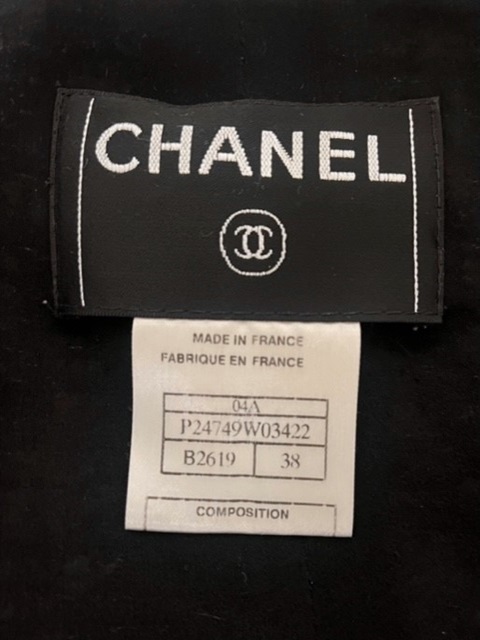 CHANEL
MADE IN FRANCE
FABRIQUE EN FRANCE
04A
P24749W03422
B2619 38
COMPOSITION